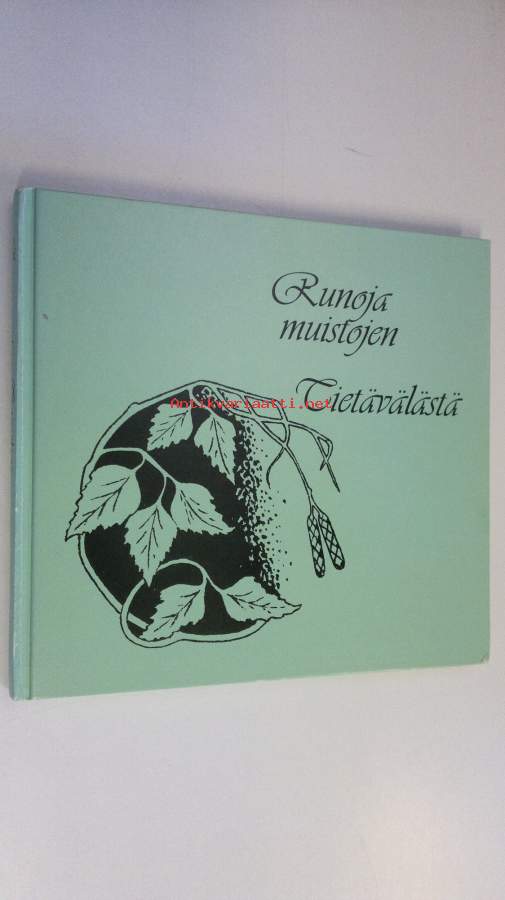 Runoja
muistojen
Antikvariaatti.net
Tietävälästä